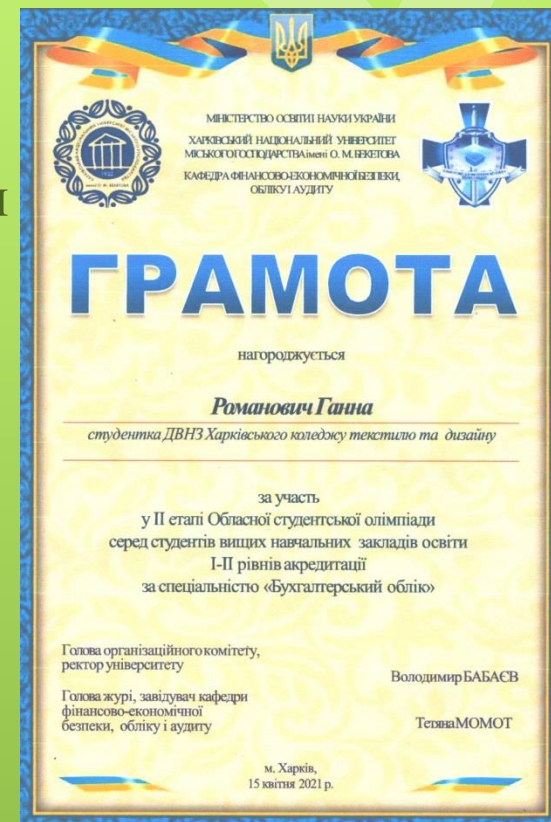 МІНІСТЕРСТВО ОСВІТИ І НАУКИ УКРАЇНИ
ХАРКІВСЬКИЙ НАЦІОНАЛЬНИЙ УНІВЕРСИТЕТ
МІСЬКОГО ГОСПОДАРСТВА імені О. М. БЕКЕТОВА
КАФЕДРА ФІНАНСОВО-ЕКОНОМІЧНОЇ БЕЗПЕКИ,
ОБЛІКУ І АУДИТУ
ГРАМОТА
нагороджується
Романович Ганна
студентка ДВНЗ Харківського коледжу текстилю та дизайну
за участь
у ІІ етапі Обласної студентської олімпіади
серед студентів вищих навчальних закладів освіти
І-ІІ рівнів акредитації
за спеціальністю «Бухгалтерський облік»
Голова організаційного комітету,
ректор університету
Володимир БАБАЄВ
Голова журі, завідувач кафедри
фінансово-економічної
безпеки, обліку і аудиту
Тетяна МОМОТ
м. Харків,
15 квітня 2021 р.